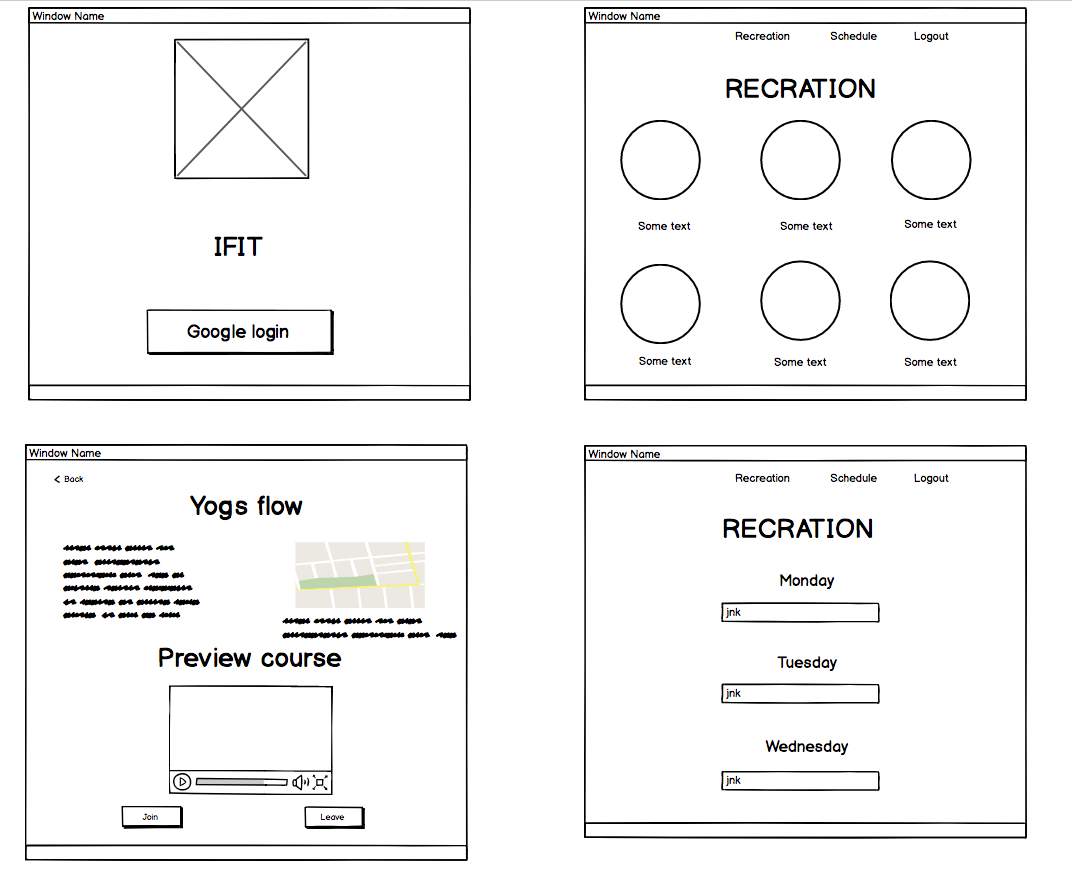 Window Name
IFIT
Google login
Window Name
Recreation Schedule Logout
RECRATION
Some text Some text Some text
Some text Some text Some text
Window Name
Back
Yogs flow
Preview course
Join Leave
Window Name
Recreation Schedule Logout
RECRATION
Monday
jnk
Tuesday
jnk
Wednesday
jnk